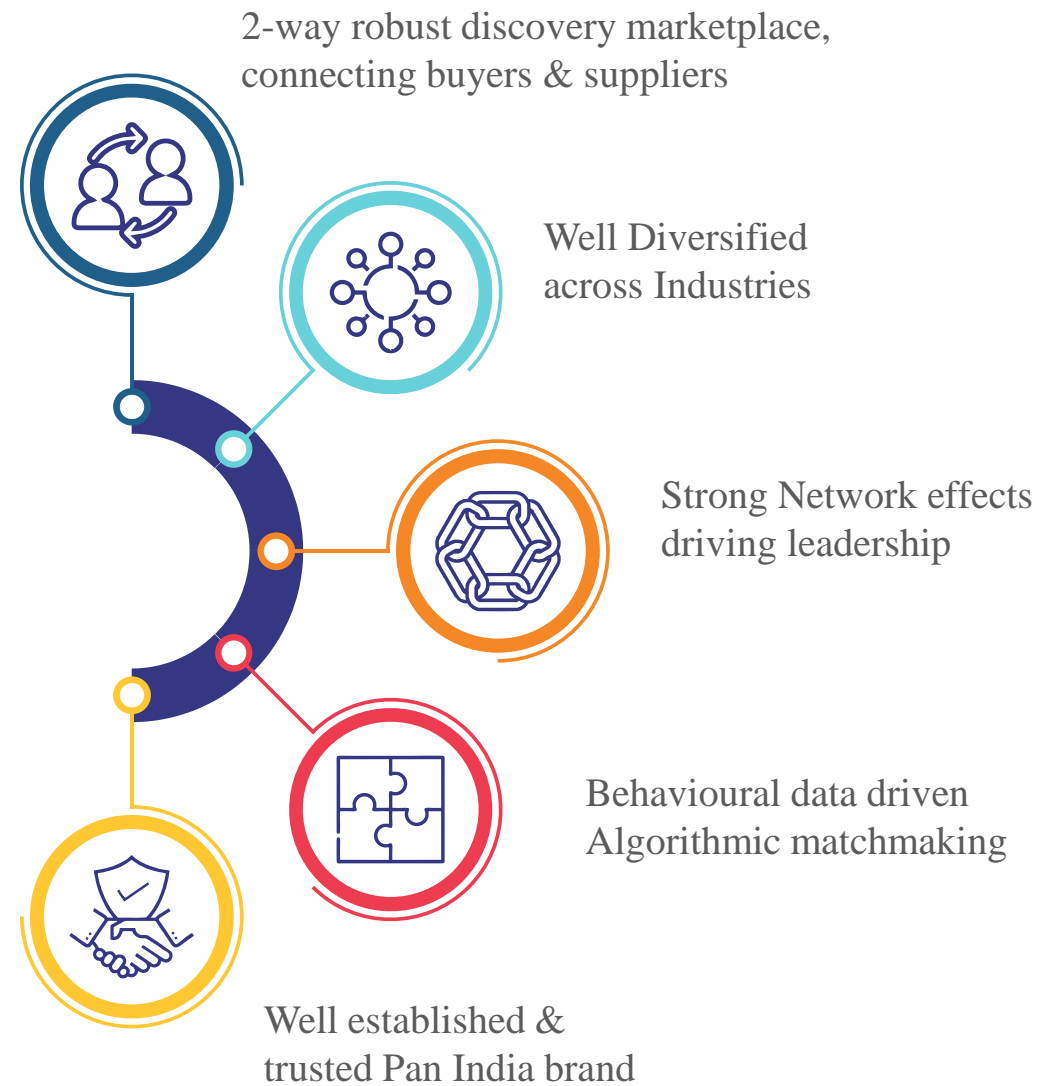 2-way robust discovery marketplace,
connecting buyers & suppliers
Well Diversified
across Industries
Strong Network effects
driving leadership
Behavioural data driven
Algorithmic matchmaking
Well established &
trusted Pan India brand